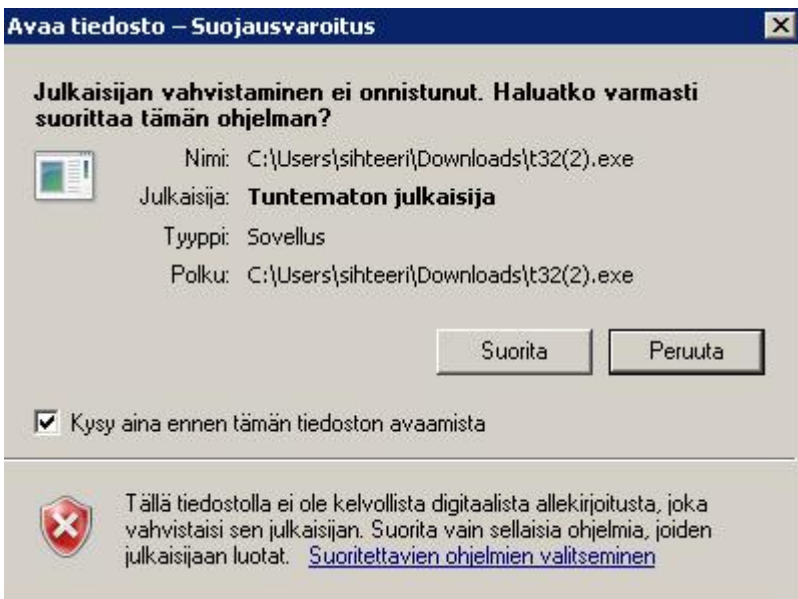 Avaa tiedosto – Suojausvaroitus
Julkaisijan vahvistaminen ei onnistunut. Haluatko varmasti
suorittaa tämän ohjelman?
Nimi: C:\Users\sihteeri\Downloads\t32(2).exe
Julkaisija: Tuntematon julkaisija
Tyyppi: Sovellus
Polku: C:\Users\sihteeri\Downloads\t32(2).exe
Suorita Peruuta
Kysy aina ennen tämän tiedoston avaamista
Tällä tiedostolla ei ole kelvollista digitaalista allekirjoitusta, joka
vahvistaisi sen julkaisijan. Suorita vain sellaisia ohjelmia, joiden
julkaisijaan luotat. Suoritettavien ohjelmien valitseminen